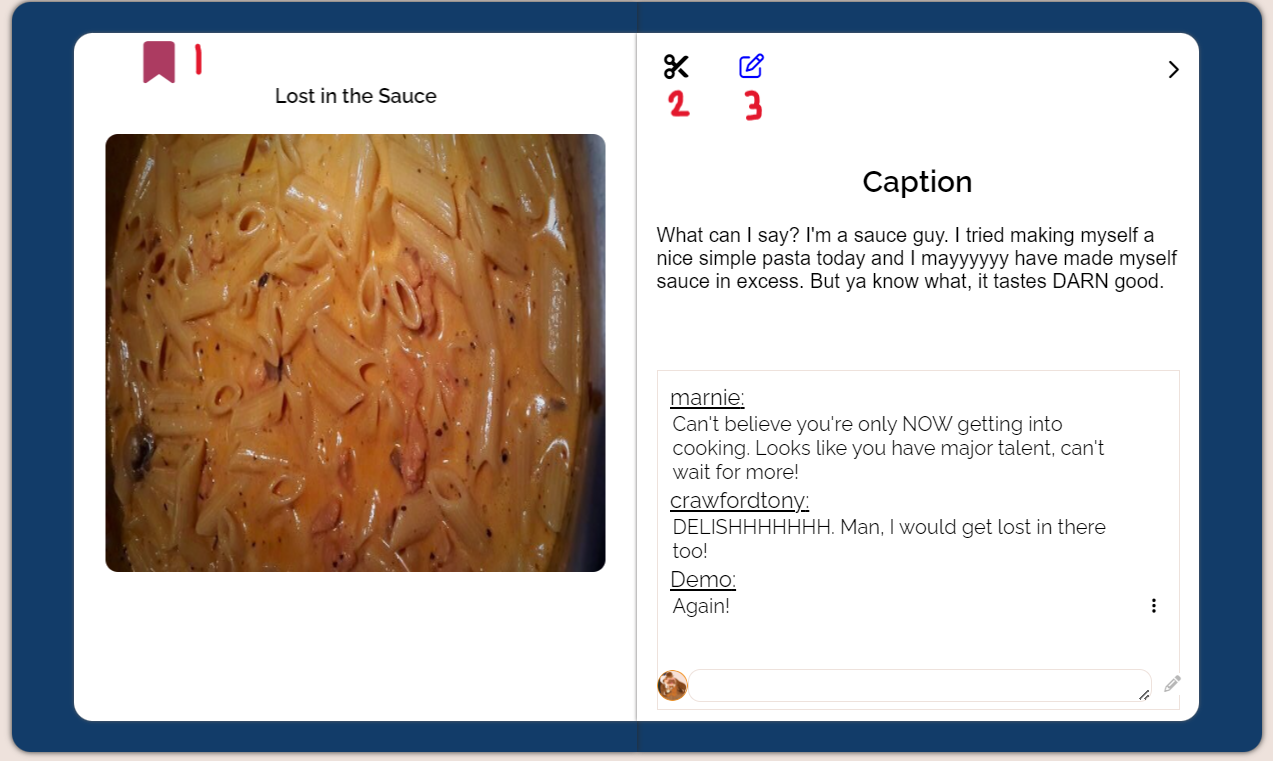 1
Lost in the Sauce
2
3
Caption
What can I say? I'm a sauce guy. I tried making myself a
nice simple pasta today and I mayyyyyy have made myself
sauce in excess. But ya know what, it tastes DARN good.
marnie:
Can't believe you're only NOW getting into
cooking. Looks like you have major talent, can't
wait for more!
crawfordtony:
DELISHHHHHHH. Man, I would get lost in there
too!
Demo:
Again!